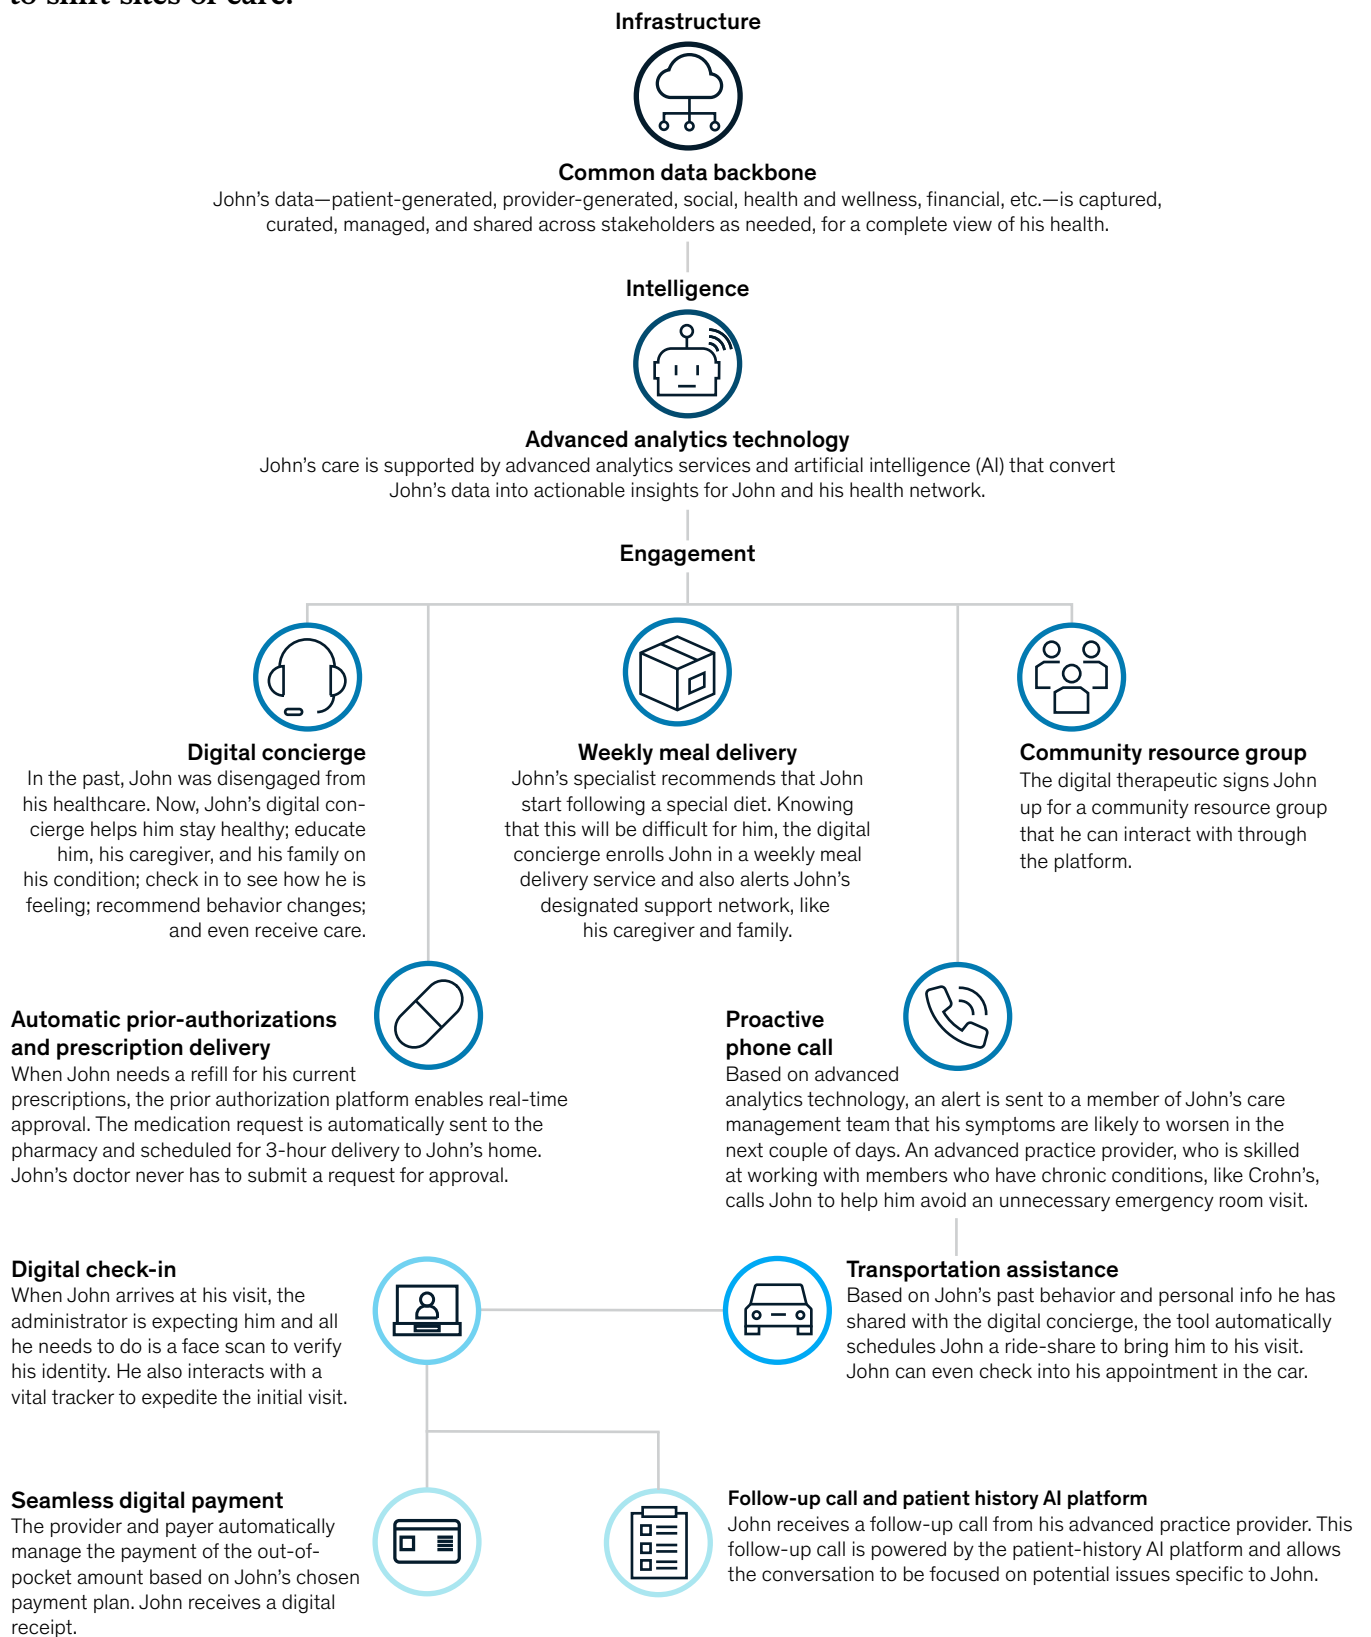 to shift sites of care.
Infrastructure
Common data backbone
John’s data—patient-generated, provider-generated, social, health and wellness, financial, etc.—is captured,
curated, managed, and shared across stakeholders as needed, for a complete view of his health.
Intelligence
Advanced analytics technology
John’s care is supported by advanced analytics services and artificial intelligence (AI) that convert
John’s data into actionable insights for John and his health network.
Engagement
Digital concierge
In the past, John was disengaged from
his healthcare. Now, John’s digital con-
cierge helps him stay healthy; educate
him, his caregiver, and his family on
his condition; check in to see how he is
feeling; recommend behavior changes;
and even receive care.
Weekly meal delivery
John’s specialist recommends that John
start following a special diet. Knowing
that this will be difficult for him, the digital
concierge enrolls John in a weekly meal
delivery service and also alerts John’s
designated support network, like
his caregiver and family.
Community resource group
The digital therapeutic signs John
up for a community resource group
that he can interact with through
the platform.
Automatic prior-authorizations
and prescription delivery
When John needs a refill for his current
prescriptions, the prior authorization platform enables real-time
approval. The medication request is automatically sent to the
pharmacy and scheduled for 3-hour delivery to John’s home.
John’s doctor never has to submit a request for approval.
Proactive
phone call
Based on advanced
analytics technology, an alert is sent to a member of John’s care
management team that his symptoms are likely to worsen in the
next couple of days. An advanced practice provider, who is skilled
at working with members who have chronic conditions, like Crohn’s,
calls John to help him avoid an unnecessary emergency room visit.
Digital check-in
When John arrives at his visit, the
administrator is expecting him and all
he needs to do is a face scan to verify
his identity. He also interacts with a
vital tracker to expedite the initial visit.
Transportation assistance
Based on John’s past behavior and personal info he has
shared with the digital concierge, the tool automatically
schedules John a ride-share to bring him to his visit.
John can even check into his appointment in the car.
Seamless digital payment
The provider and payer automatically
manage the payment of the out-of-
pocket amount based on John’s chosen
payment plan. John receives a digital
receipt.
Follow-up call and patient history AI platform
John receives a follow-up call from his advanced practice provider. This
follow-up call is powered by the patient-history AI platform and allows
the conversation to be focused on potential issues specific to John.